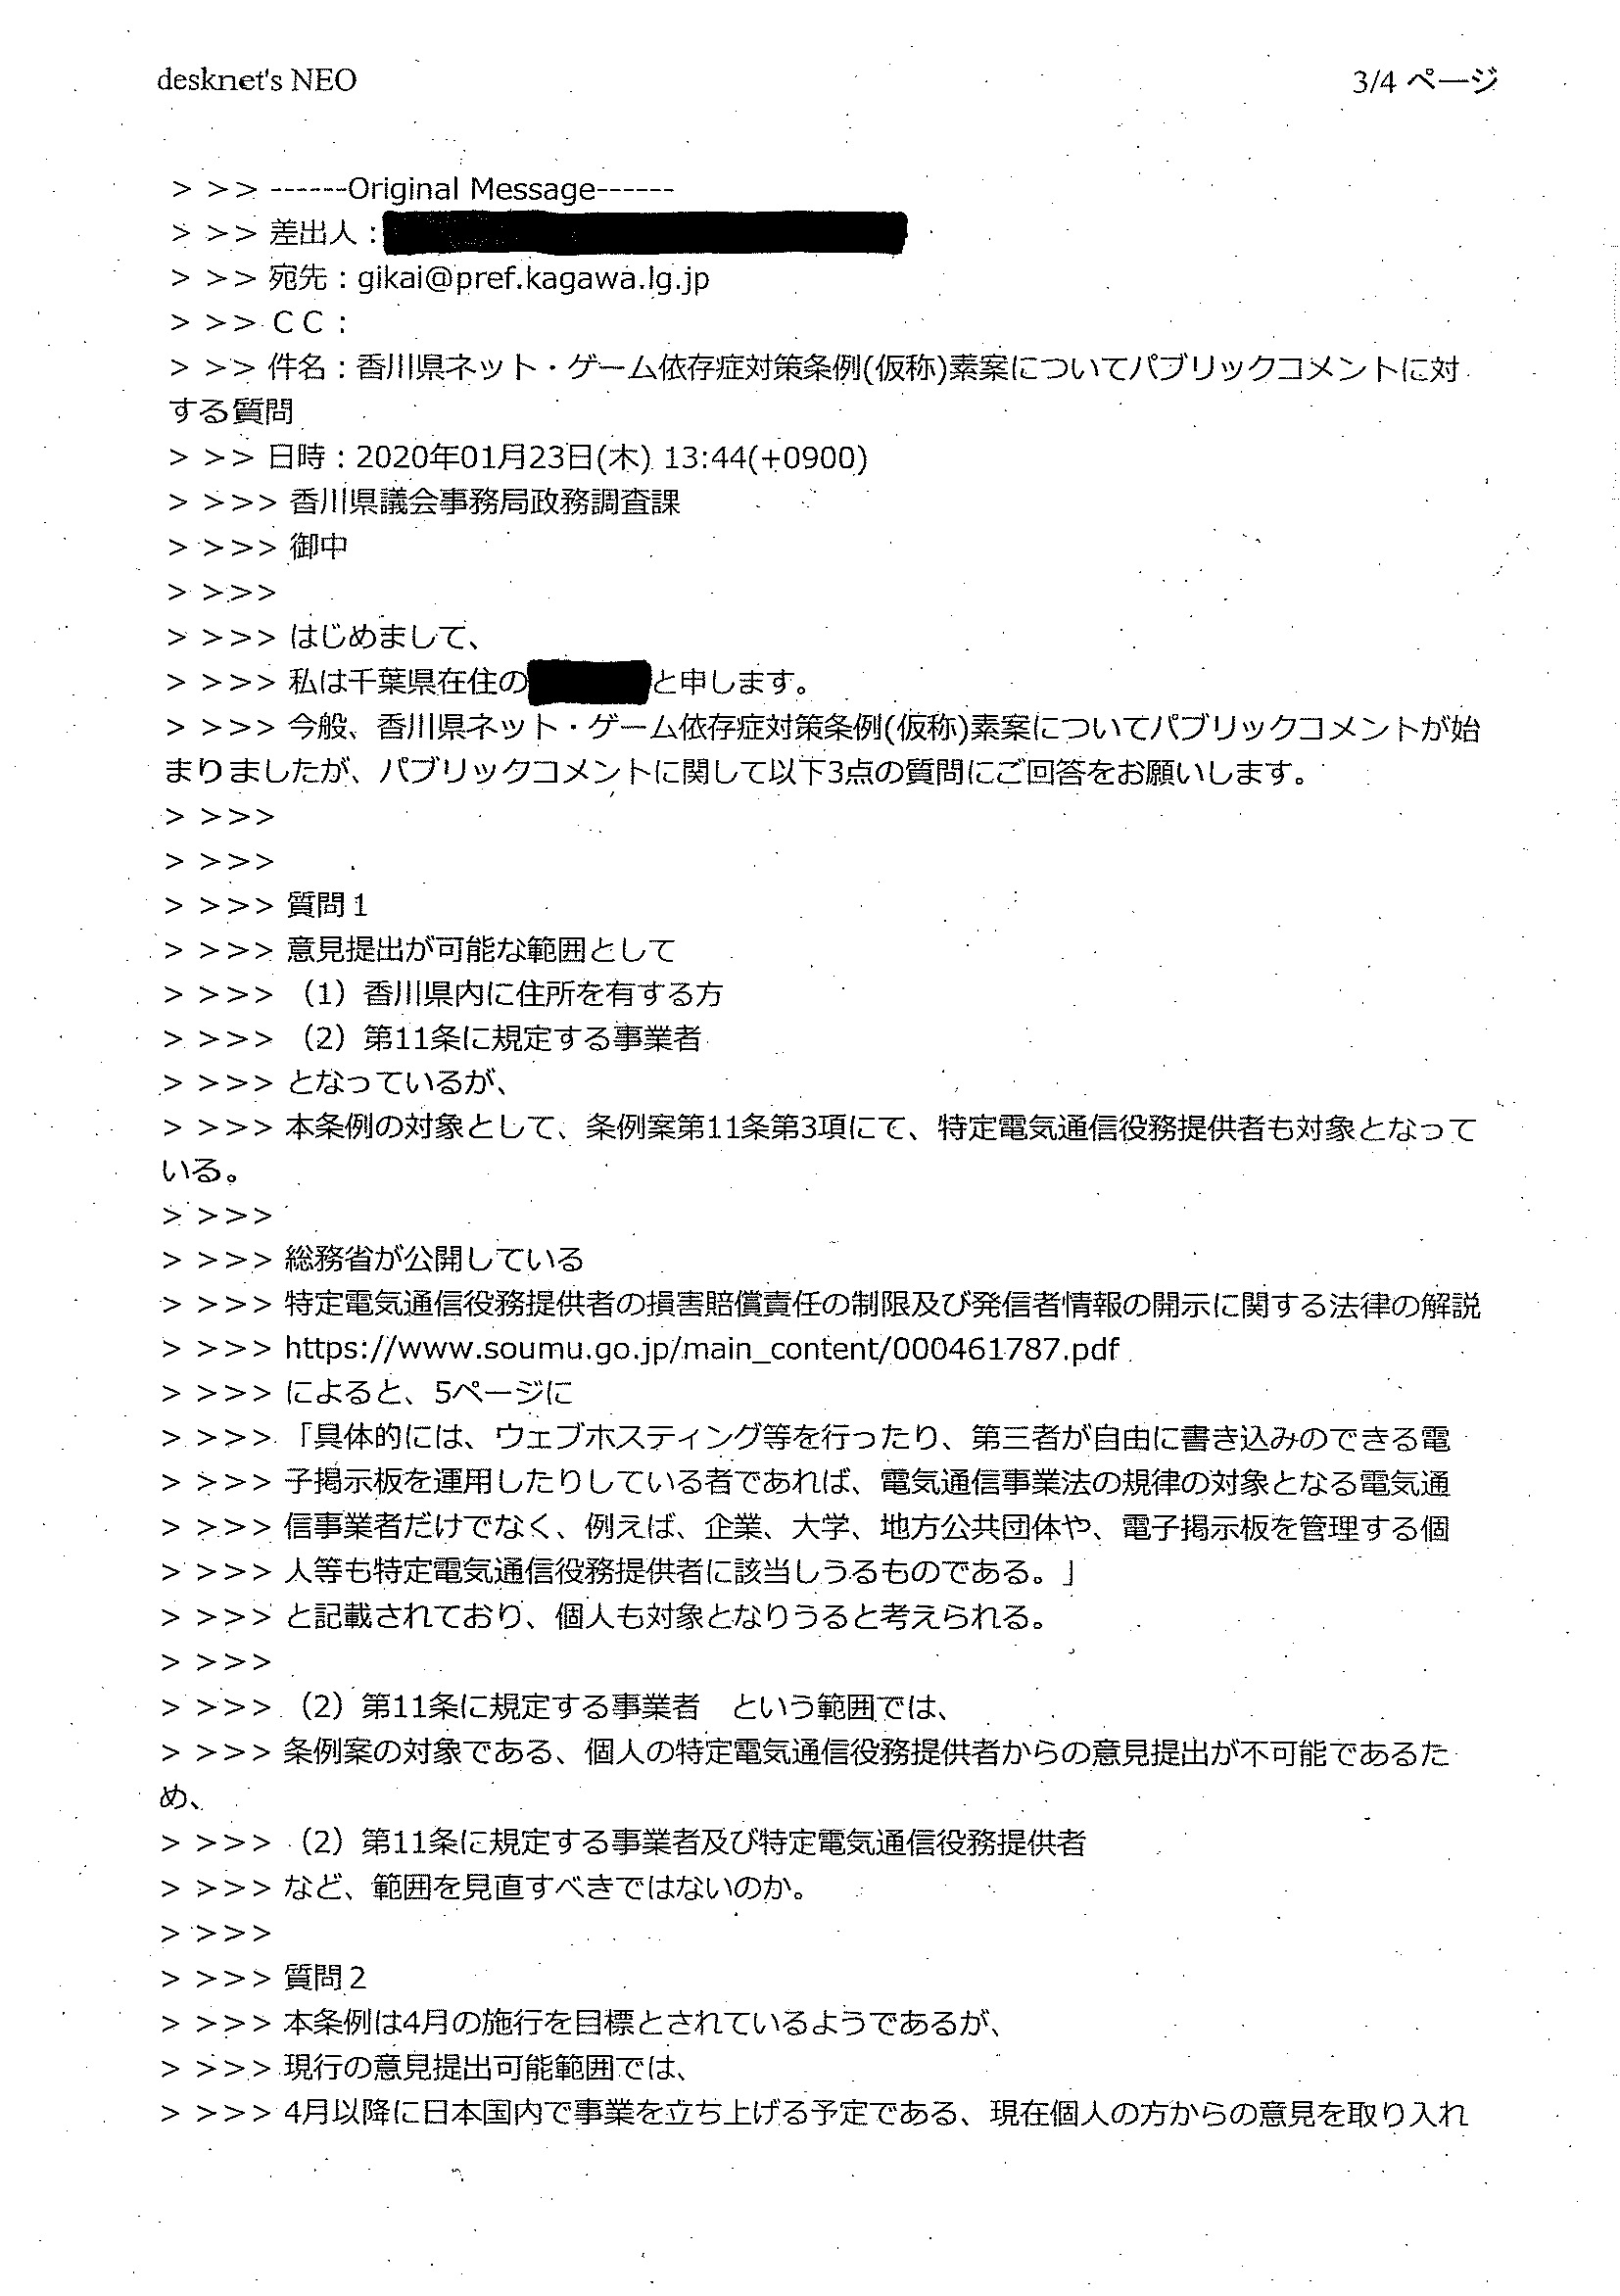 desknet's NEO
3/4 ページ
> >> ------Original Message------
> >> 差出人：
> >> 宛先：gikai@pref.kagawa.lg.jp
> >> ＣＣ：
> >> 件名：香川県ネット・ゲーム依存症対策条例(仮称)素案についてパブリックコメントに対
する質問
> >> 日時：2020年01月23日(木) 13:44(+0900)
> >>> 香川県議会事務局政務調査課
> >>> 御中
> >>>
> >>> はじめまして、
> >>> 私は千葉県在住の と申します。
> >>> 今般、香川県ネット・ゲーム依存症対策条例(仮称)素案についてパブリックコメントが始
まりましたが、パブリックコメントに関して以下3点の質問にご回答をお願いします。
> >>>
> >>>
> >>> 質問１
> >>> 意見提出が可能な範囲として
> >>> （1）香川県内に住所を有する方
> >>> （2）第11条に規定する事業者
> >>> となっているが、
> >>> 本条例の対象として、条例案第11条第3項にて、特定電気通信役務提供者も対象となって
いる。
> >>>
> >>> 総務省が公開している
> >>> 特定電気通信役務提供者の損害賠償責任の制限及び発信者情報の開示に関する法律の解説
> >>> https://www.soumu.go.jp/main_content/000461787.pdf
> >>> によると、5ページに
> >>> 「具体的には、ウェブホスティング等を行ったり、第三者が自由に書き込みのできる電
> >>> 子掲示板を運用したりしている者であれば、電気通信事業法の規律の対象となる電気通
> >>> 信事業者だけでなく、例えば、企業、大学、地方公共団体や、電子掲示板を管理する個
> >>> 人等も特定電気通信役務提供者に該当しうるものである。」
> >>> と記載されており、個人も対象となりうると考えられる。
> >>>
> >>> （2）第11条に規定する事業者　という範囲では、
> >>> 条例案の対象である、個人の特定電気通信役務提供者からの意見提出が不可能であるた
め、
> >>> （2）第11条に規定する事業者及び特定電気通信役務提供者
> >>> など、範囲を見直すべきではないのか。
> >>>
> >>> 質問２
> >>> 本条例は4月の施行を目標とされているようであるが、
> >>> 現行の意見提出可能範囲では、
> >>> 4月以降に日本国内で事業を立ち上げる予定である、現在個人の方からの意見を取り入れ